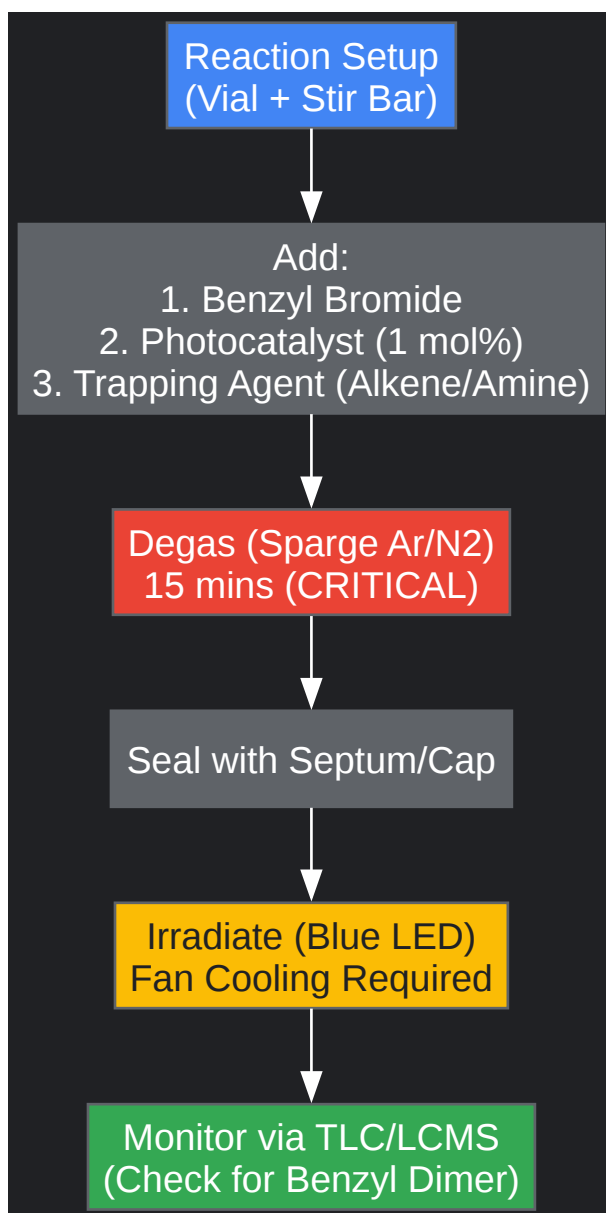 Reaction Setup
(Vial + Stir Bar)
Add:
1. Benzyl Bromide
2. Photocatalyst (1 mol%)
3. Trapping Agent (Alkene/Amine)
Degas (Sparge Ar/N2)
15 mins (CRITICAL)
Seal with Septum/Cap
Irradiate (Blue LED)
Fan Cooling Required
Monitor via TLC/LCMS
(Check for Benzyl Dimer)